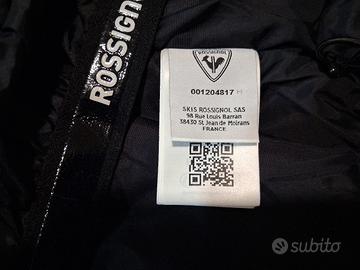 ROSSIGNOL
ROSSIGNOL
001204817 H
SKIS ROSSIGNOL SAS
98 Rue Louis Barran
38430 St Jean de Moirans
FRANCE
subito